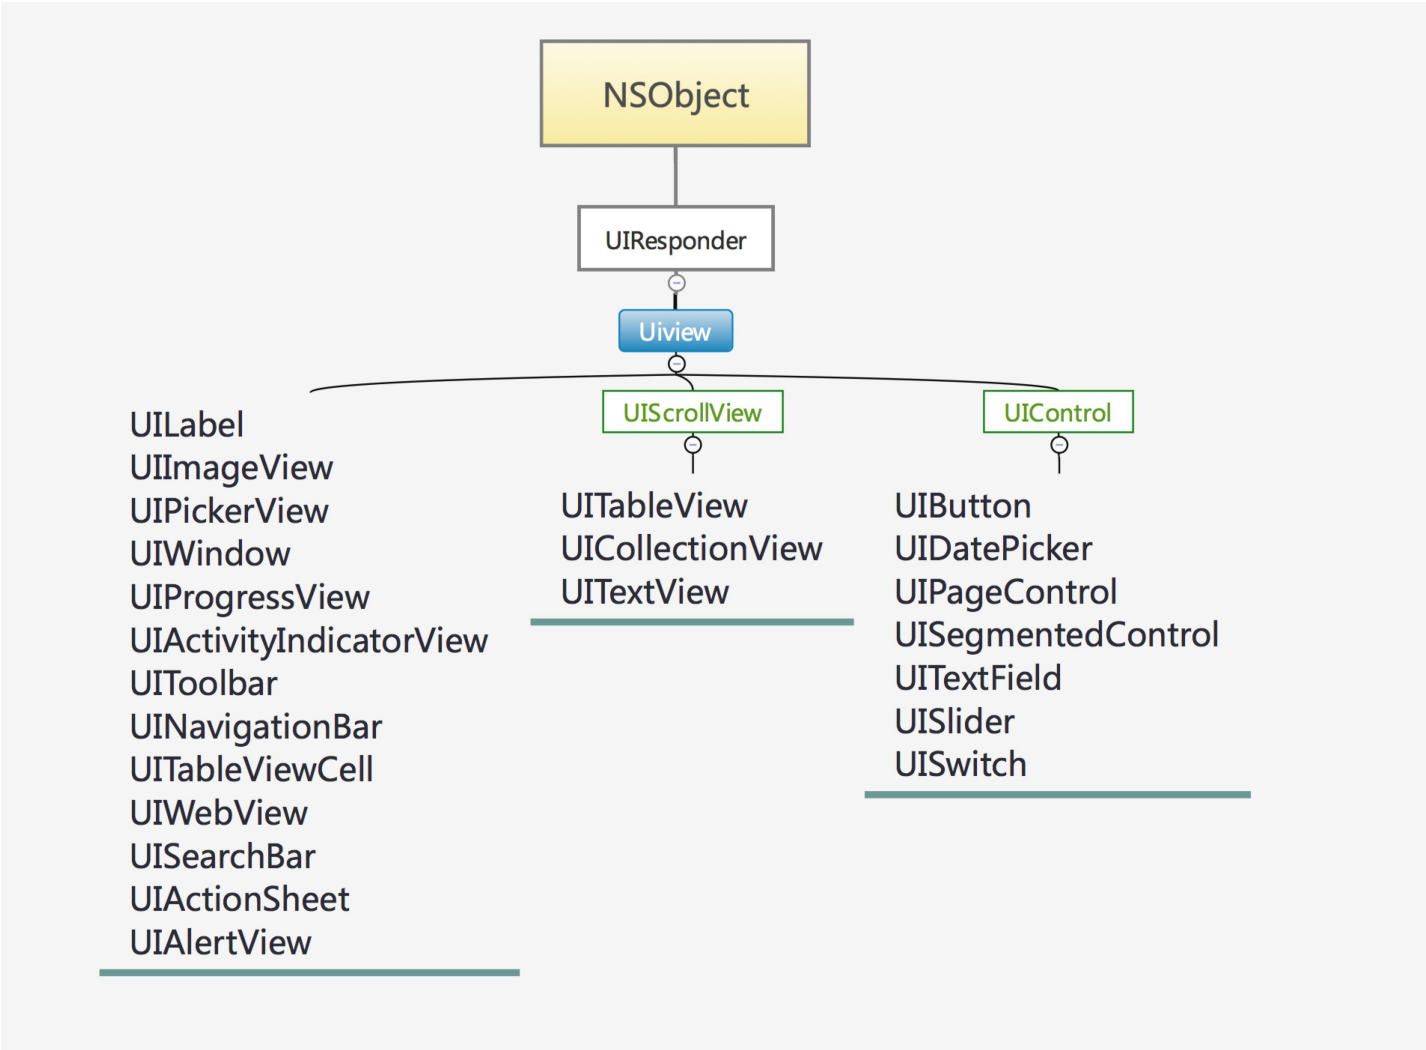 NSObject
UIResponder
Uiview
UILabel
UIImageView
UIPickerView
UIWindow
UIProgressView
UIActivityIndicatorView
UIToolbar
UINavigationBar
UITableViewCell
UIWebView
UISearchBar
UIActionSheet
UIAlertView
UIScrollView
UITableView
UICollectionView
UITextView
UIControl
UIButton
UIDatePicker
UIPageControl
UISegmentedControl
UITextField
UISlider
UISwitch